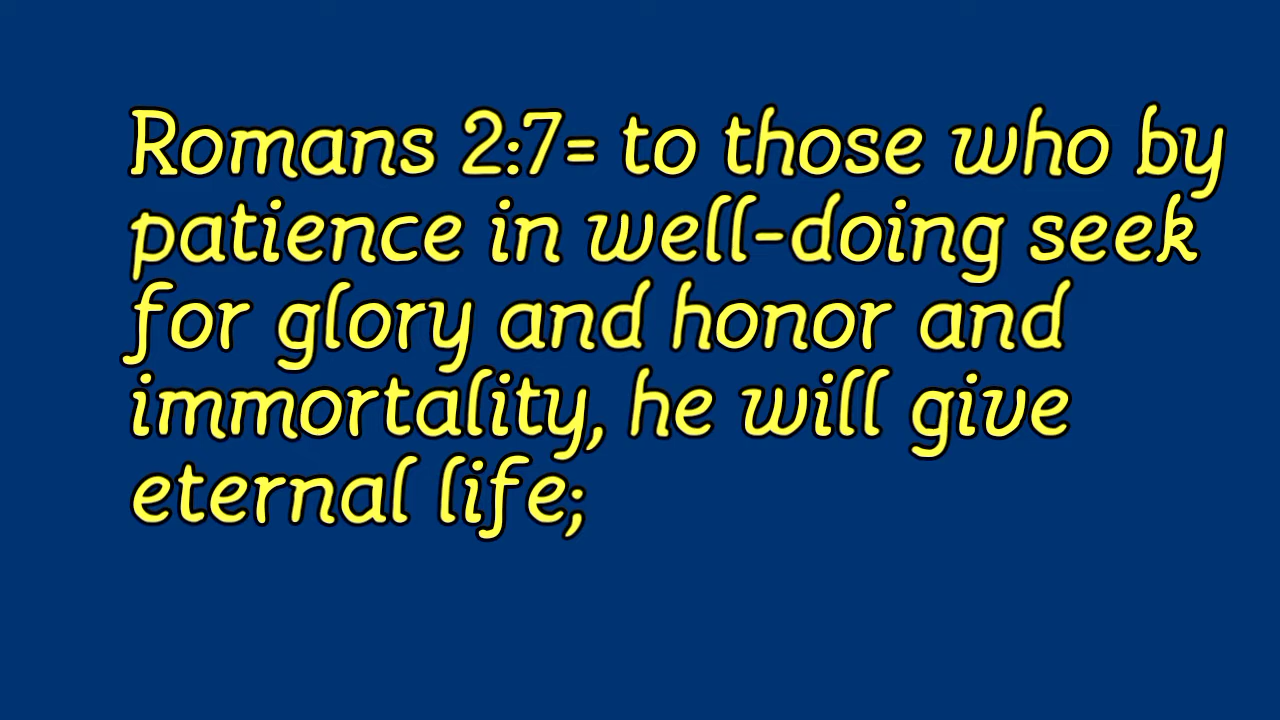 Romans 2:7= to those who by
patience in well-doing seek
for glory and honor and
immortality, he will give
eternal life;